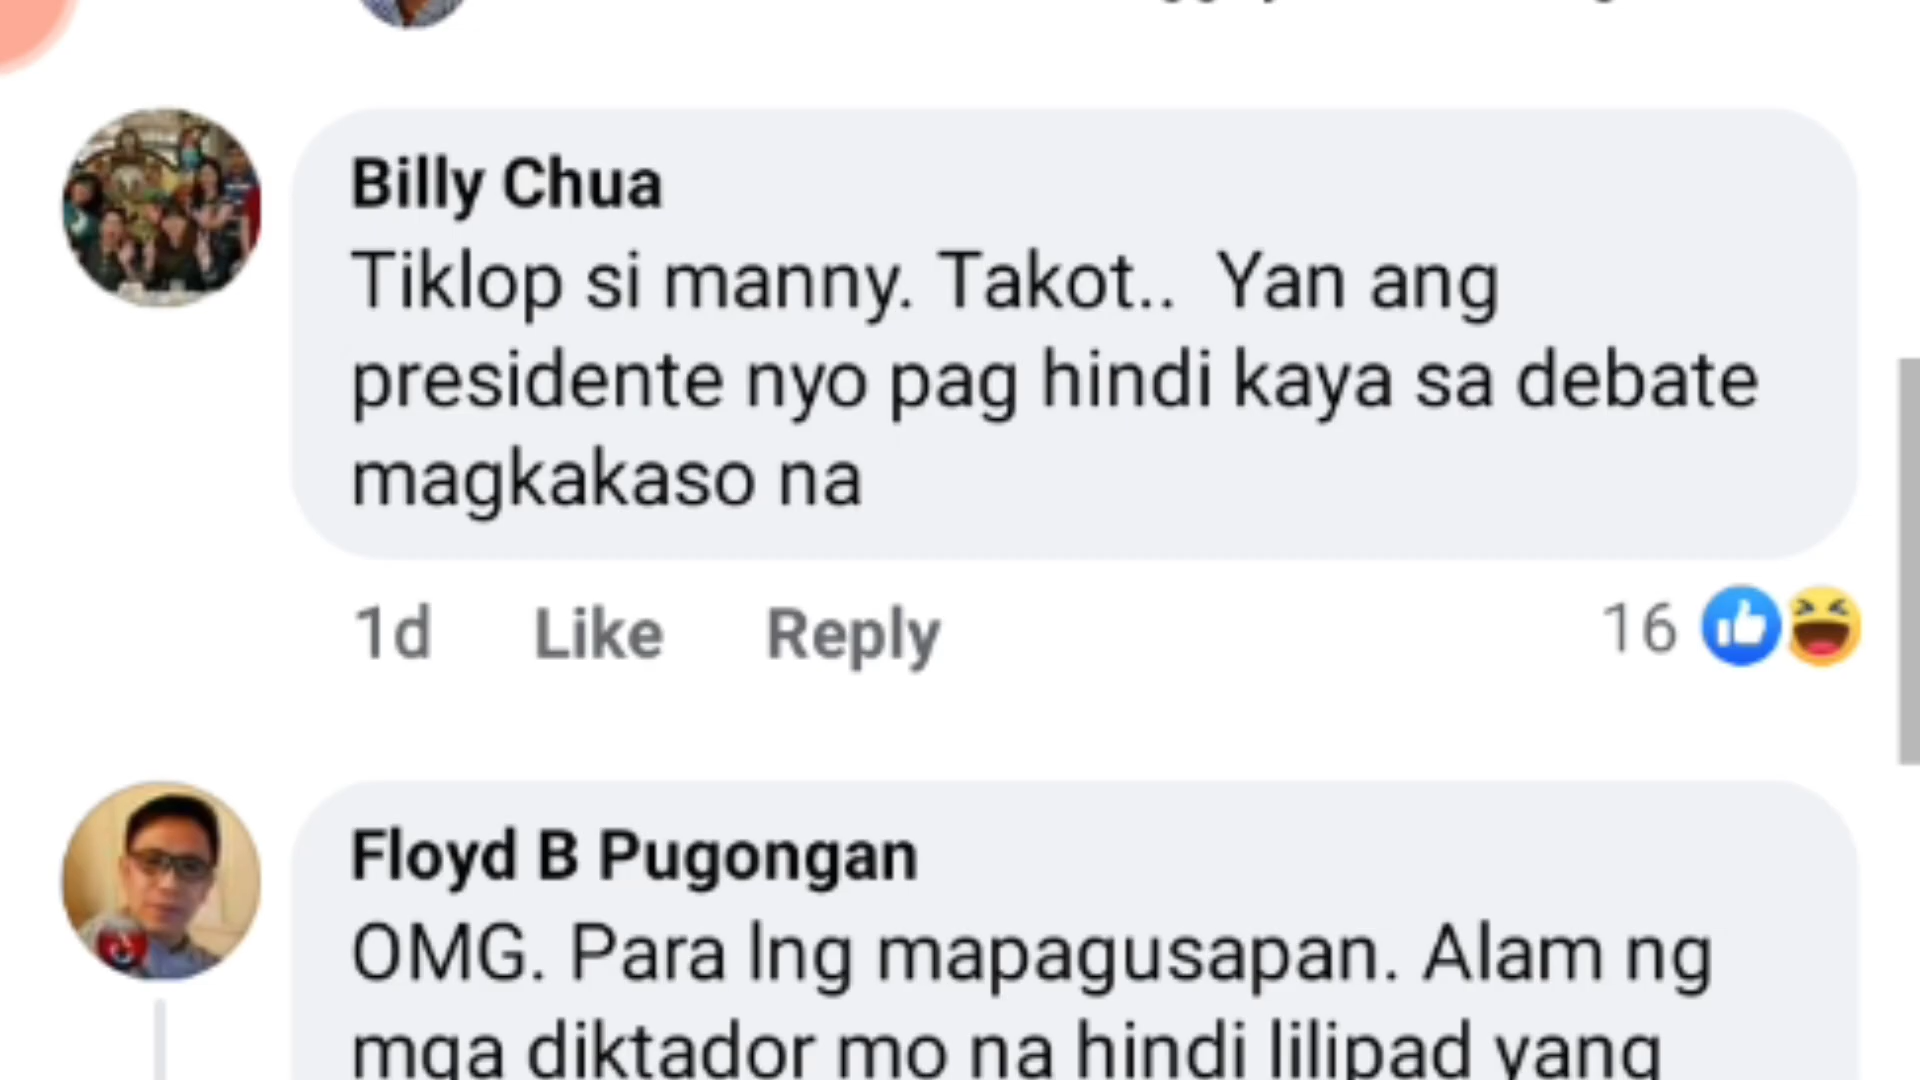 Billy Chua
Tiklop si manny. Takot.. Yan ang
presidente nyo pag hindi kaya sa debate
magkakaso na
1d Like Reply 16
Floyd B Pugongan
OMG. Para lng mapagusapan. Alam ng
mga diktador mo na hindi lilipad yang